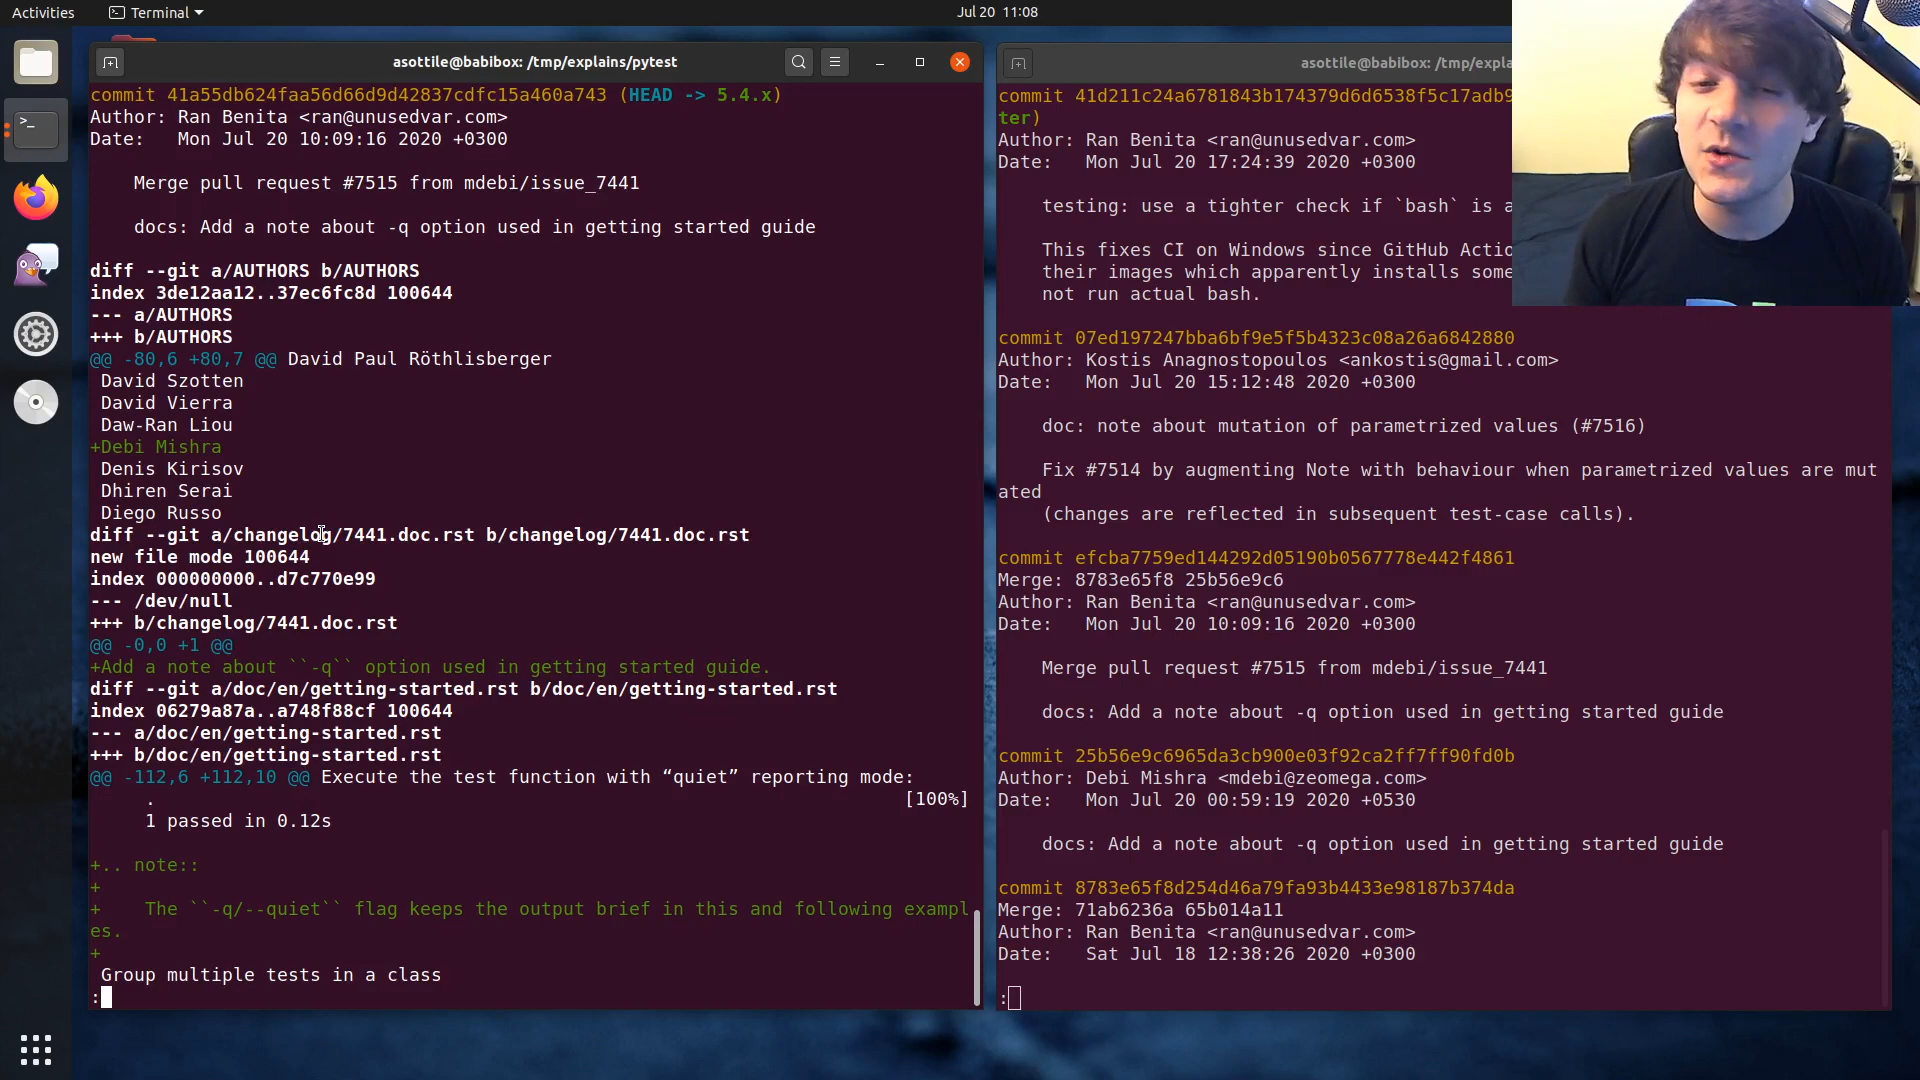 Activities
Terminal
Jul 20 11:08
asottile@babibox: /tmp/explains/pytest
commit 41a55db624faa56d66d9d42837cdfc15a460a743 (HEAD -> 5.4.x)
Author: Ran Benita <ran@unusedvar.com>
Date:   Mon Jul 20 10:09:16 2020 +0300
Merge pull request #7515 from mdebi/issue_7441
docs: Add a note about -q option used in getting started guide
diff --git a/AUTHORS b/AUTHORS
index 3de12aa12..37ec6fc8d 100644
--- a/AUTHORS
+++ b/AUTHORS
@@ -80,6 +80,7 @@ David Paul Röthlisberger
David Szotten
David Vierra
Daw-Ran Liou
+Debi Mishra
Denis Kirisov
Dhiren Serai
Diego Russo
diff --git a/changelog/7441.doc.rst b/changelog/7441.doc.rst
new file mode 100644
index 000000000..d7c770e99
--- /dev/null
+++ b/changelog/7441.doc.rst
@@ -0,0 +1 @@
+Add a note about ``-q`` option used in getting started guide.
diff --git a/doc/en/getting-started.rst b/doc/en/getting-started.rst
index 06279a87a..a748f88cf 100644
--- a/doc/en/getting-started.rst
+++ b/doc/en/getting-started.rst
@@ -112,6 +112,10 @@ Execute the test function with “quiet” reporting mode:
. [100%]
1 passed in 0.12s
+.. note::
+
+    The ``-q/--quiet`` flag keeps the output brief in this and following exampl
es.
+
Group multiple tests in a class
:
asottile@babibox: /tmp/expla
commit 41d211c24a6781843b174379d6d6538f5c17adb9
ter)
Author: Ran Benita <ran@unusedvar.com>
Date:   Mon Jul 20 17:24:39 2020 +0300
testing: use a tighter check if `bash` is a
This fixes CI on Windows since GitHub Actio
their images which apparently installs some
not run actual bash.
commit 07ed197247bba6bf9e5f5b4323c08a26a6842880
Author: Kostis Anagnostopoulos <ankostis@gmail.com>
Date:   Mon Jul 20 15:12:48 2020 +0300
doc: note about mutation of parametrized values (#7516)
Fix #7514 by augmenting Note with behaviour when parametrized values are mut
ated
(changes are reflected in subsequent test-case calls).
commit efcba7759ed144292d05190b0567778e442f4861
Merge: 8783e65f8 25b56e9c6
Author: Ran Benita <ran@unusedvar.com>
Date:   Mon Jul 20 10:09:16 2020 +0300
Merge pull request #7515 from mdebi/issue_7441
docs: Add a note about -q option used in getting started guide
commit 25b56e9c6965da3cb900e03f92ca2ff7ff90fd0b
Author: Debi Mishra <mdebi@zeomega.com>
Date:   Mon Jul 20 00:59:19 2020 +0530
docs: Add a note about -q option used in getting started guide
commit 8783e65f8d254d46a79fa93b4433e98187b374da
Merge: 71ab6236a 65b014a11
Author: Ran Benita <ran@unusedvar.com>
Date:   Sat Jul 18 12:38:26 2020 +0300
: